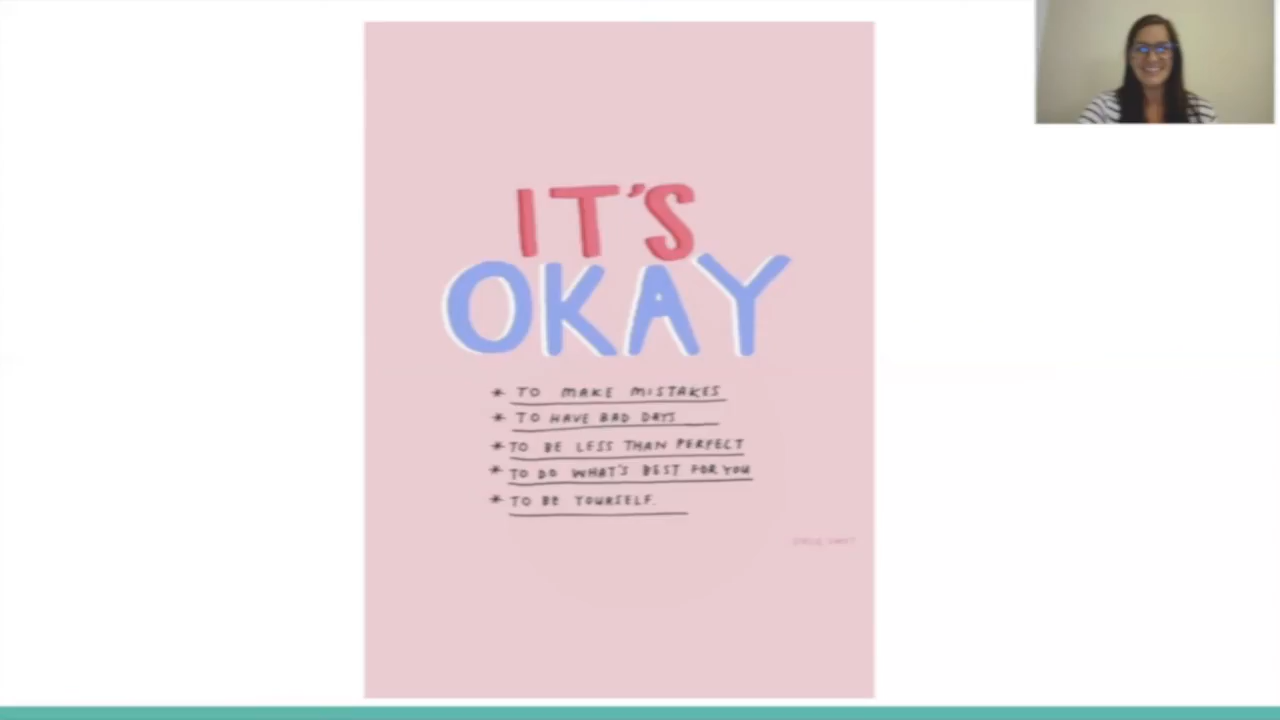 IT'S
OKAY
* TO MAKE MISTAKES
* TO HAVE BAD DAYS
* TO BE LESS THAN PERFECT
* TO DO WHAT'S BEST FOR YOU
* TO BE YOURSELF.